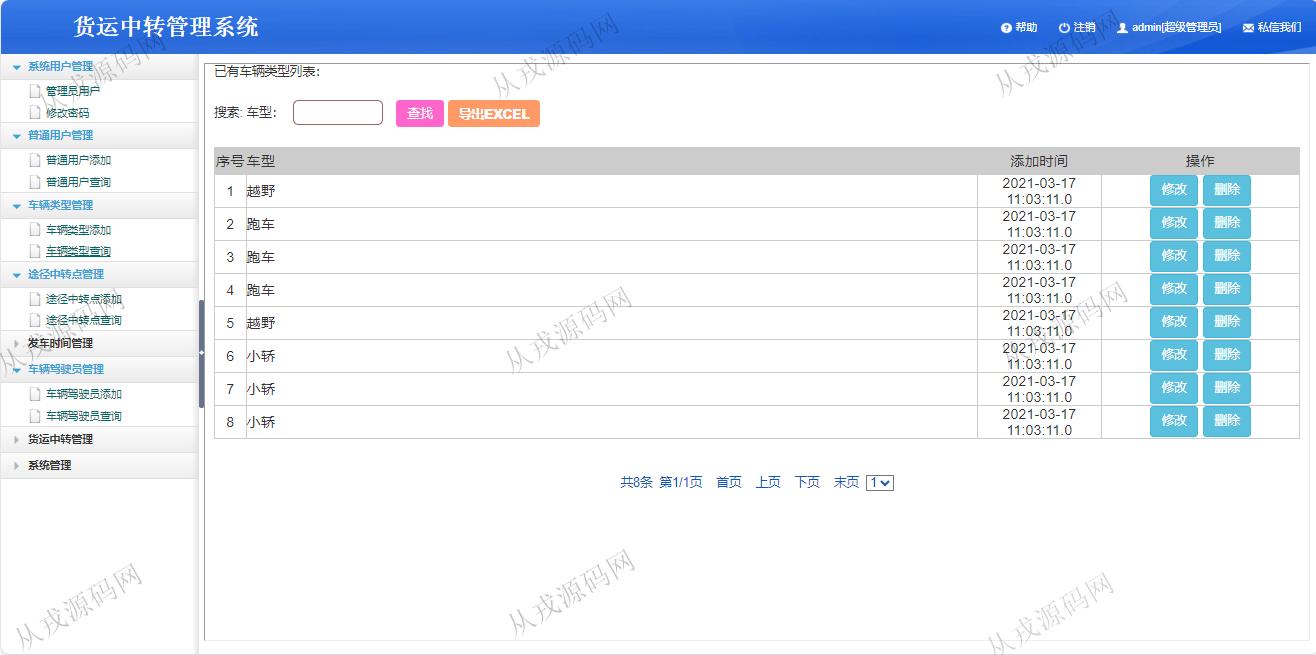 货运中转管理系统
帮助 注销 admin[超级管理员] 私信我们
系统用户管理
管理员用户
修改密码
普通用户管理
普通用户添加
普通用户查询
车辆类型管理
车辆类型添加
车辆类型查询
途径中转点管理
途径中转点添加
途径中转点查询
发车时间管理
车辆驾驶员管理
车辆驾驶员添加
车辆驾驶员查询
货运中转管理
系统管理
已有车辆类型列表:
搜索: 车型： 查找 导出EXCEL
序号 车型 添加时间 操作
1 越野 2021-03-17 11:03:11.0 修改 删除
2 跑车 2021-03-17 11:03:11.0 修改 删除
3 跑车 2021-03-17 11:03:11.0 修改 删除
4 跑车 2021-03-17 11:03:11.0 修改 删除
5 越野 2021-03-17 11:03:11.0 修改 删除
6 小轿 2021-03-17 11:03:11.0 修改 删除
7 小轿 2021-03-17 11:03:11.0 修改 删除
8 小轿 2021-03-17 11:03:11.0 修改 删除
共8条 第1/1页 首页 上页 下页 末页 1
从戎源码网
从戎源码网
从戎源码网
从戎源码网
从戎源码网
从戎源码网
从戎源码网
从戎源码网
从戎源码网